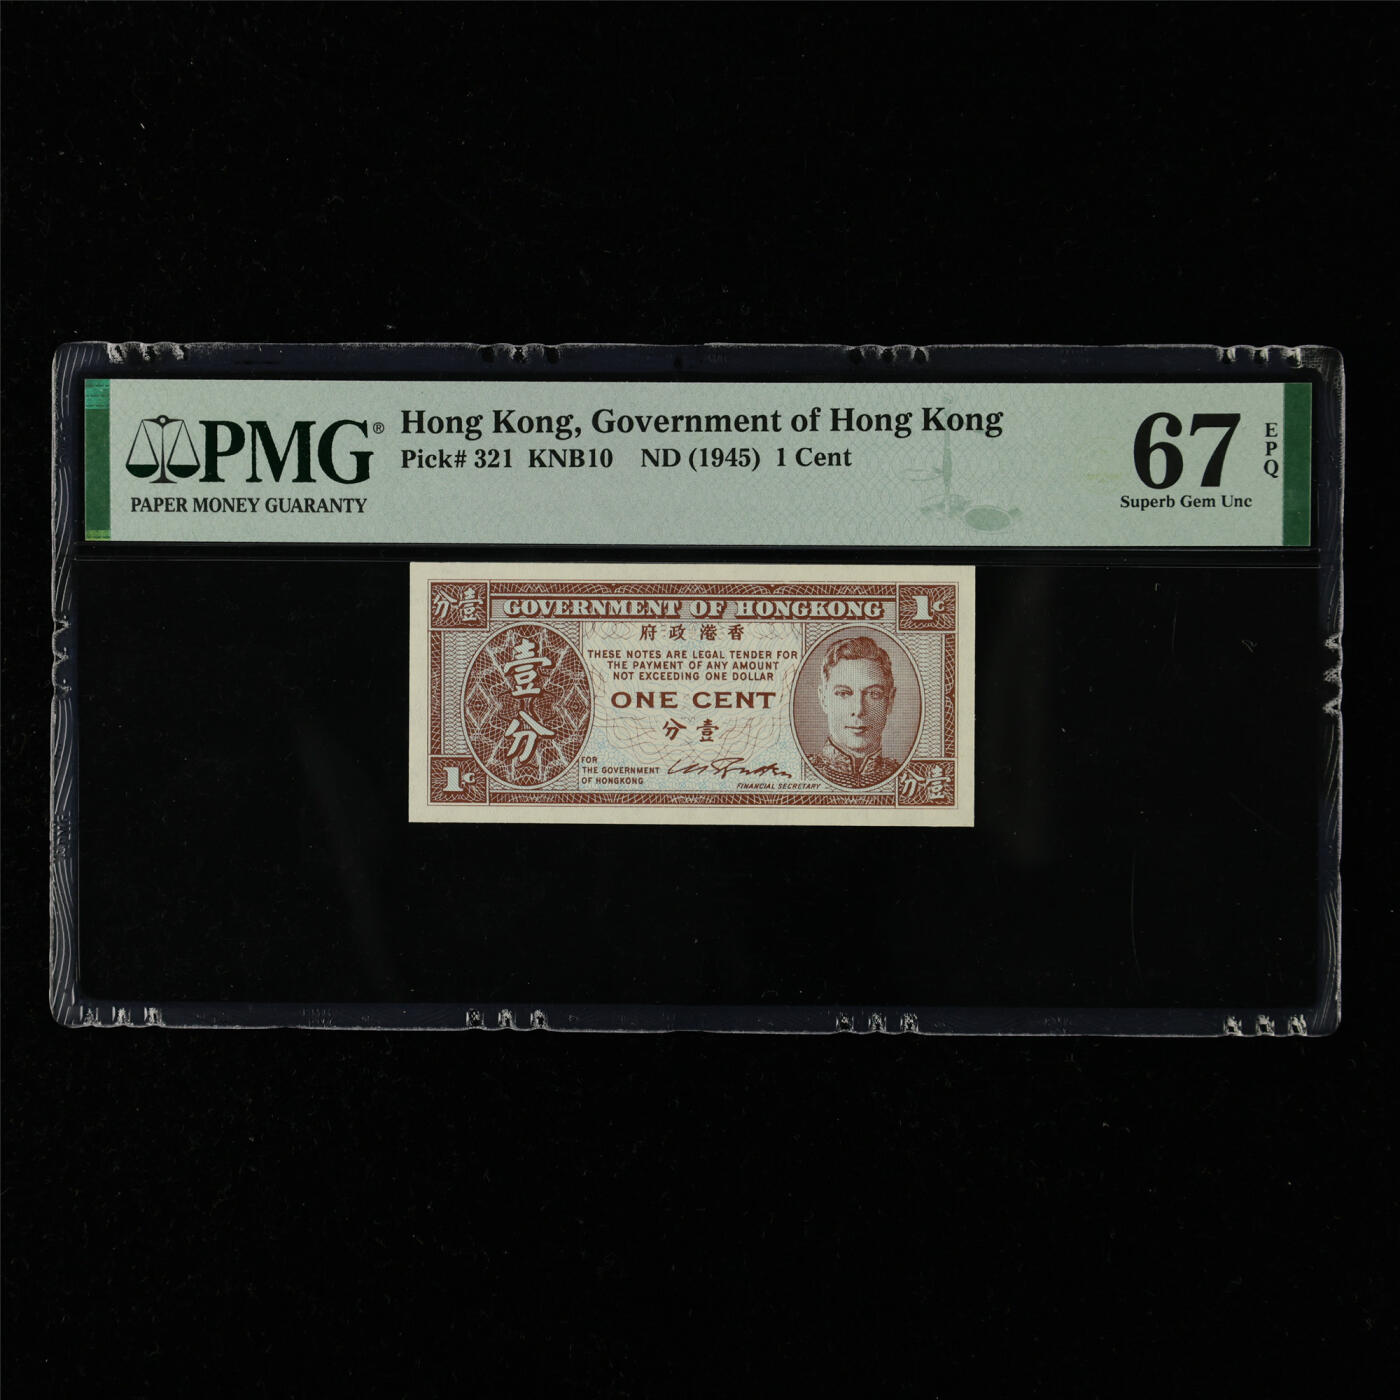 PMG®
PAPER MONEY GUARANTY
Hong Kong, Government of Hong Kong
Pick# 321 KNB10 ND (1945) 1 Cent
67
EPQ
Superb Gem Unc
分壹
GOVERNMENT OF HONGKONG
1C
府政港香
THESE NOTES ARE LEGAL TENDER FOR
THE PAYMENT OF ANY AMOUNT
NOT EXCEEDING ONE DOLLAR
ONE CENT
分壹
壹分
FOR
THE GOVERNMENT
OF HONGKONG
FINANCIAL SECRETARY
1C
分壹